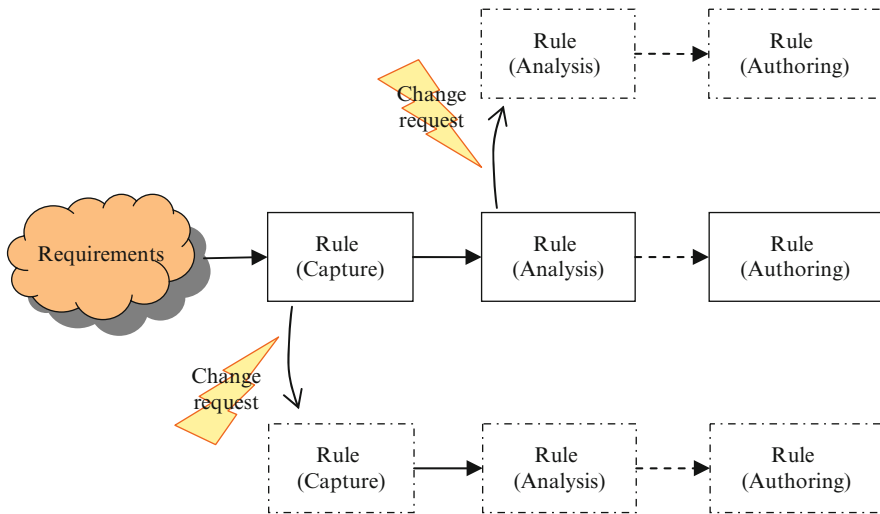 Rule
(Analysis)
Rule
(Authoring)
Change
request
Requirements
Rule
(Capture)
Rule
(Analysis)
Rule
(Authoring)
Change
request
Rule
(Capture)
Rule
(Analysis)
Rule
(Authoring)